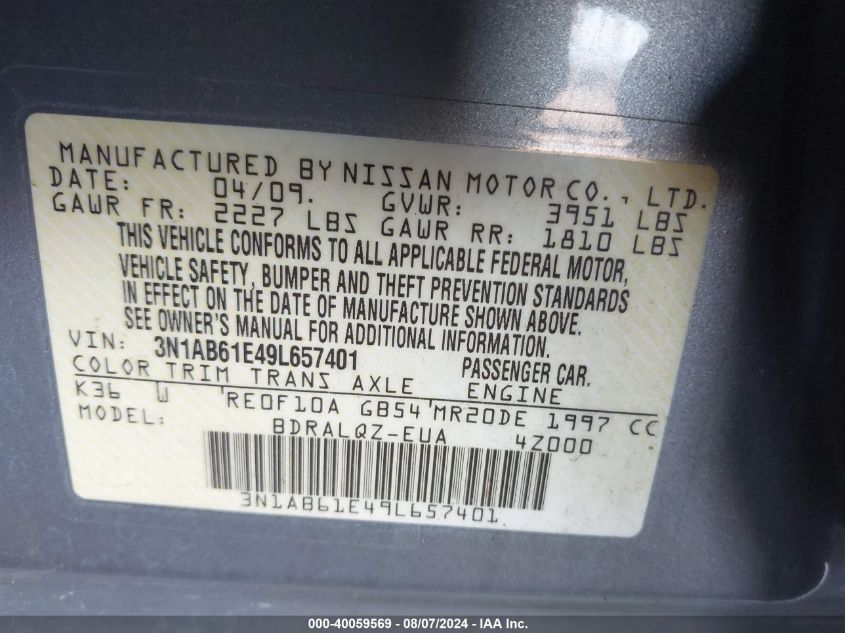 MANUFACTURED BY NISSAN MOTOR CO., LTD.
DATE: 04/09. GVWR: 3951 LBS
GAWR FR: 2227 LBS GAWR RR: 1810 LBS
THIS VEHICLE CONFORMS TO ALL APPLICABLE FEDERAL MOTOR,
VEHICLE SAFETY, BUMPER AND THEFT PREVENTION STANDARDS
IN EFFECT ON THE DATE OF MANUFACTURE SHOWN ABOVE.
SEE OWNER'S MANUAL FOR ADDITIONAL INFORMATION.
VIN: 3N1AB61E49L657401 PASSENGER CAR.
COLOR TRIM TRANS AXLE ENGINE
K36 W RE0F10A GB54 MR20DE 1997 CC
MODEL: BDRALQZ-EUA 4Z000
3N1AB61E49L657401
000-40059569 - 08/07/2024 - IAA Inc.